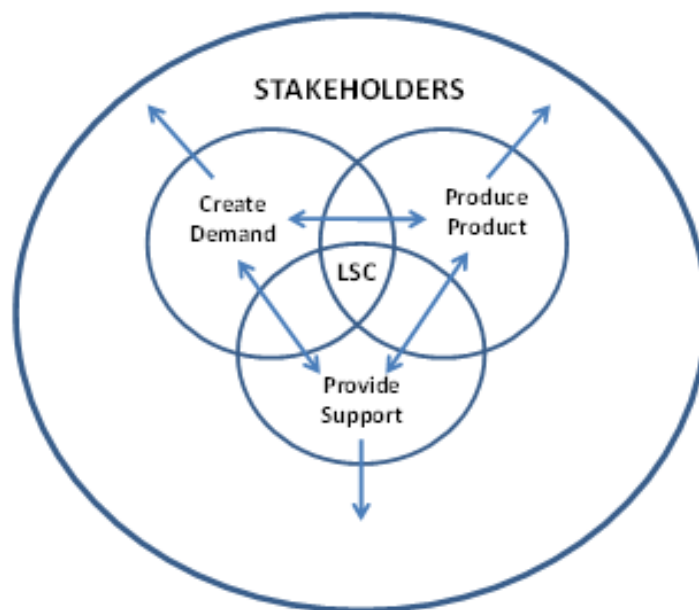 STAKEHOLDERS
Create
Demand
Produce
Product
LSC
Provide
Support